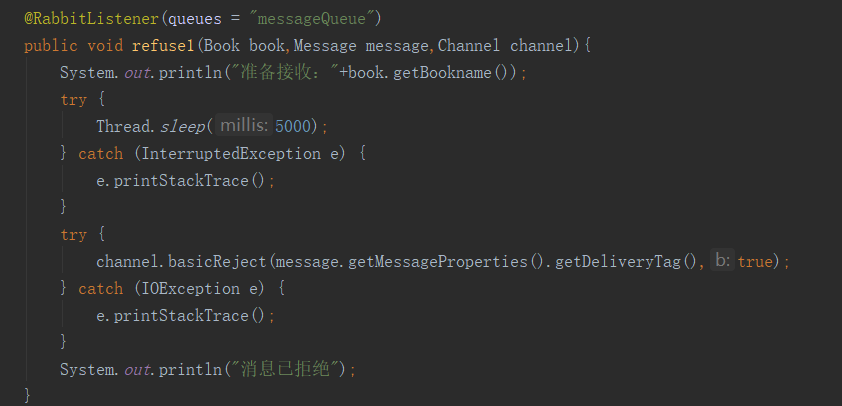 @RabbitListener(queues = "messageQueue")
public void refuse1(Book book,Message message,Channel channel){
System.out.println("准备接收："+book.getBookname());
try {
Thread.sleep( millis: 5000);
} catch (InterruptedException e) {
e.printStackTrace();
}
try {
channel.basicReject(message.getMessageProperties().getDeliveryTag(), b: true);
} catch (IOException e) {
e.printStackTrace();
}
System.out.println("消息已拒绝");
}